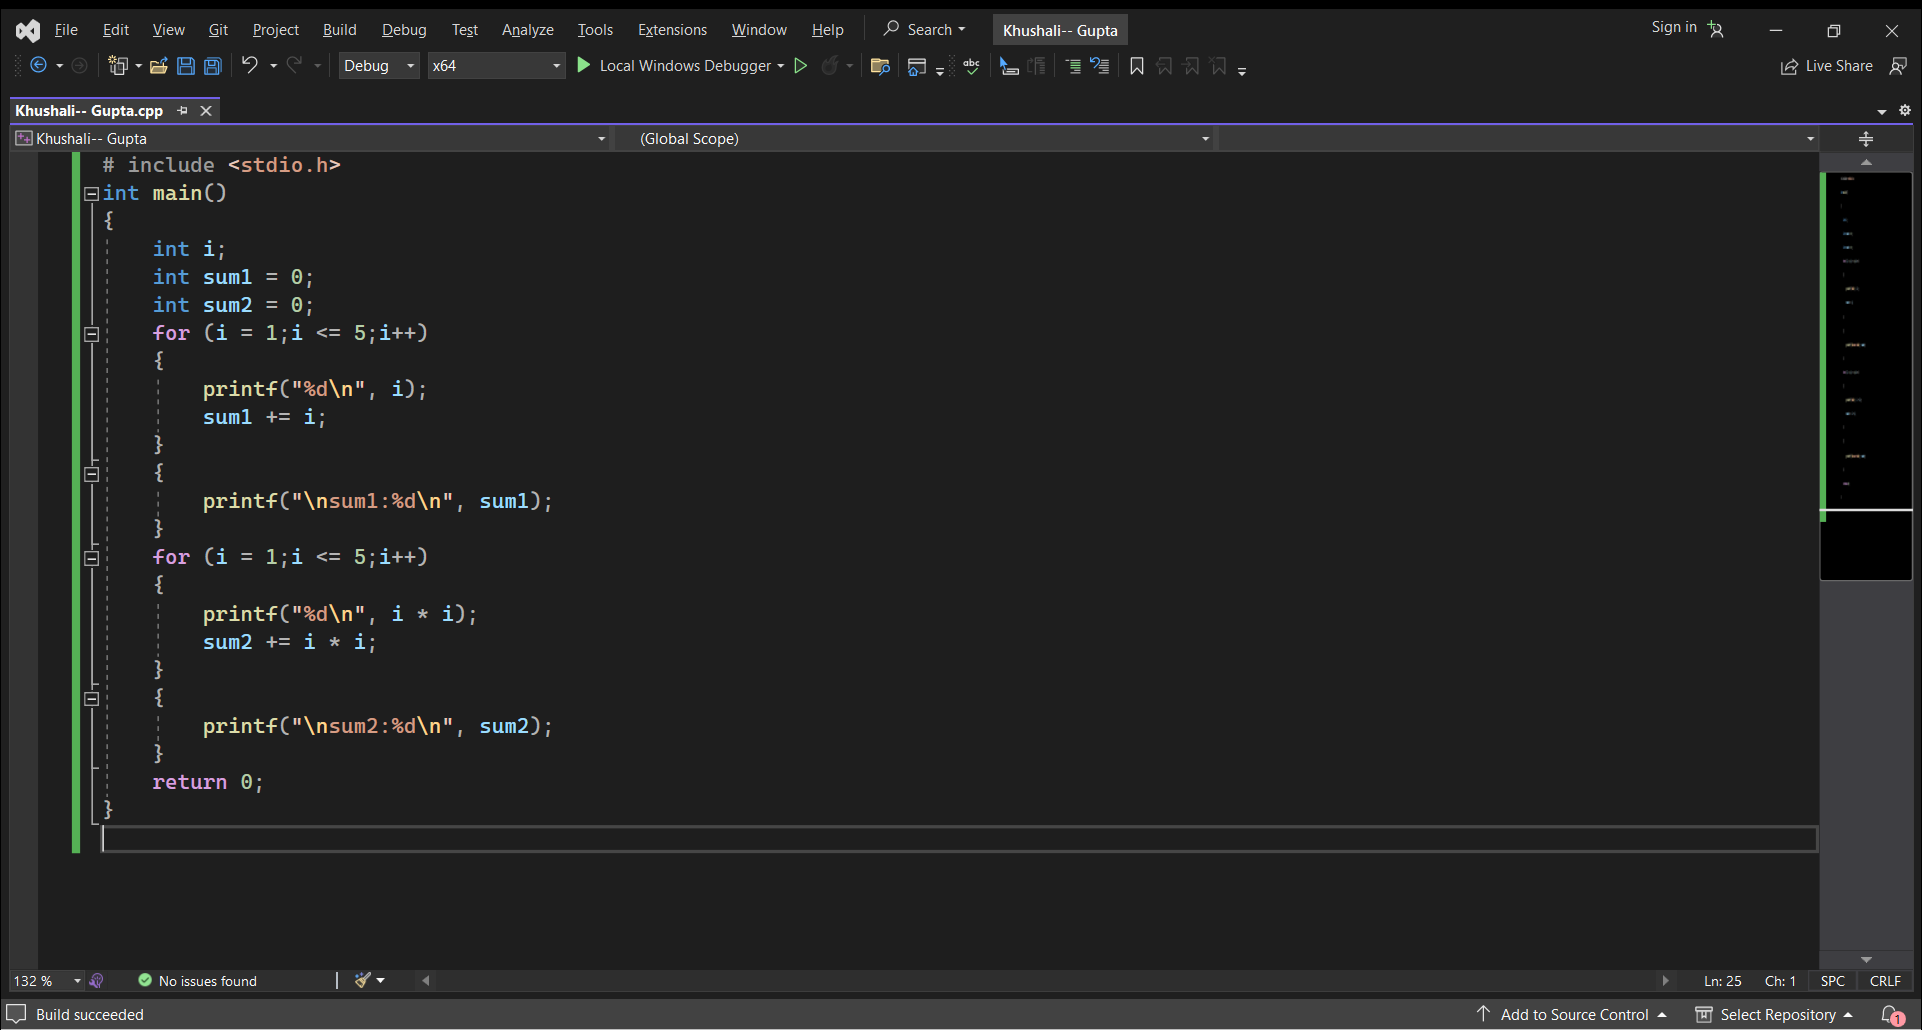 File Edit View Git Project Build Debug Test Analyze Tools Extensions Window Help Search Khushali-- Gupta Sign in
Debug x64 Local Windows Debugger abc Live Share
Khushali-- Gupta.cpp
Khushali-- Gupta (Global Scope)
# include <stdio.h>
int main()
{
    int i;
    int sum1 = 0;
    int sum2 = 0;
    for (i = 1;i <= 5;i++)
    {
        printf("%d\n", i);
        sum1 += i;
    }
    {
        printf("\nsum1:%d\n", sum1);
    }
    for (i = 1;i <= 5;i++)
    {
        printf("%d\n", i * i);
        sum2 += i * i;
    }
    {
        printf("\nsum2:%d\n", sum2);
    }
    return 0;
}
132 % No issues found Ln: 25 Ch: 1 SPC CRLF
Build succeeded Add to Source Control Select Repository 1